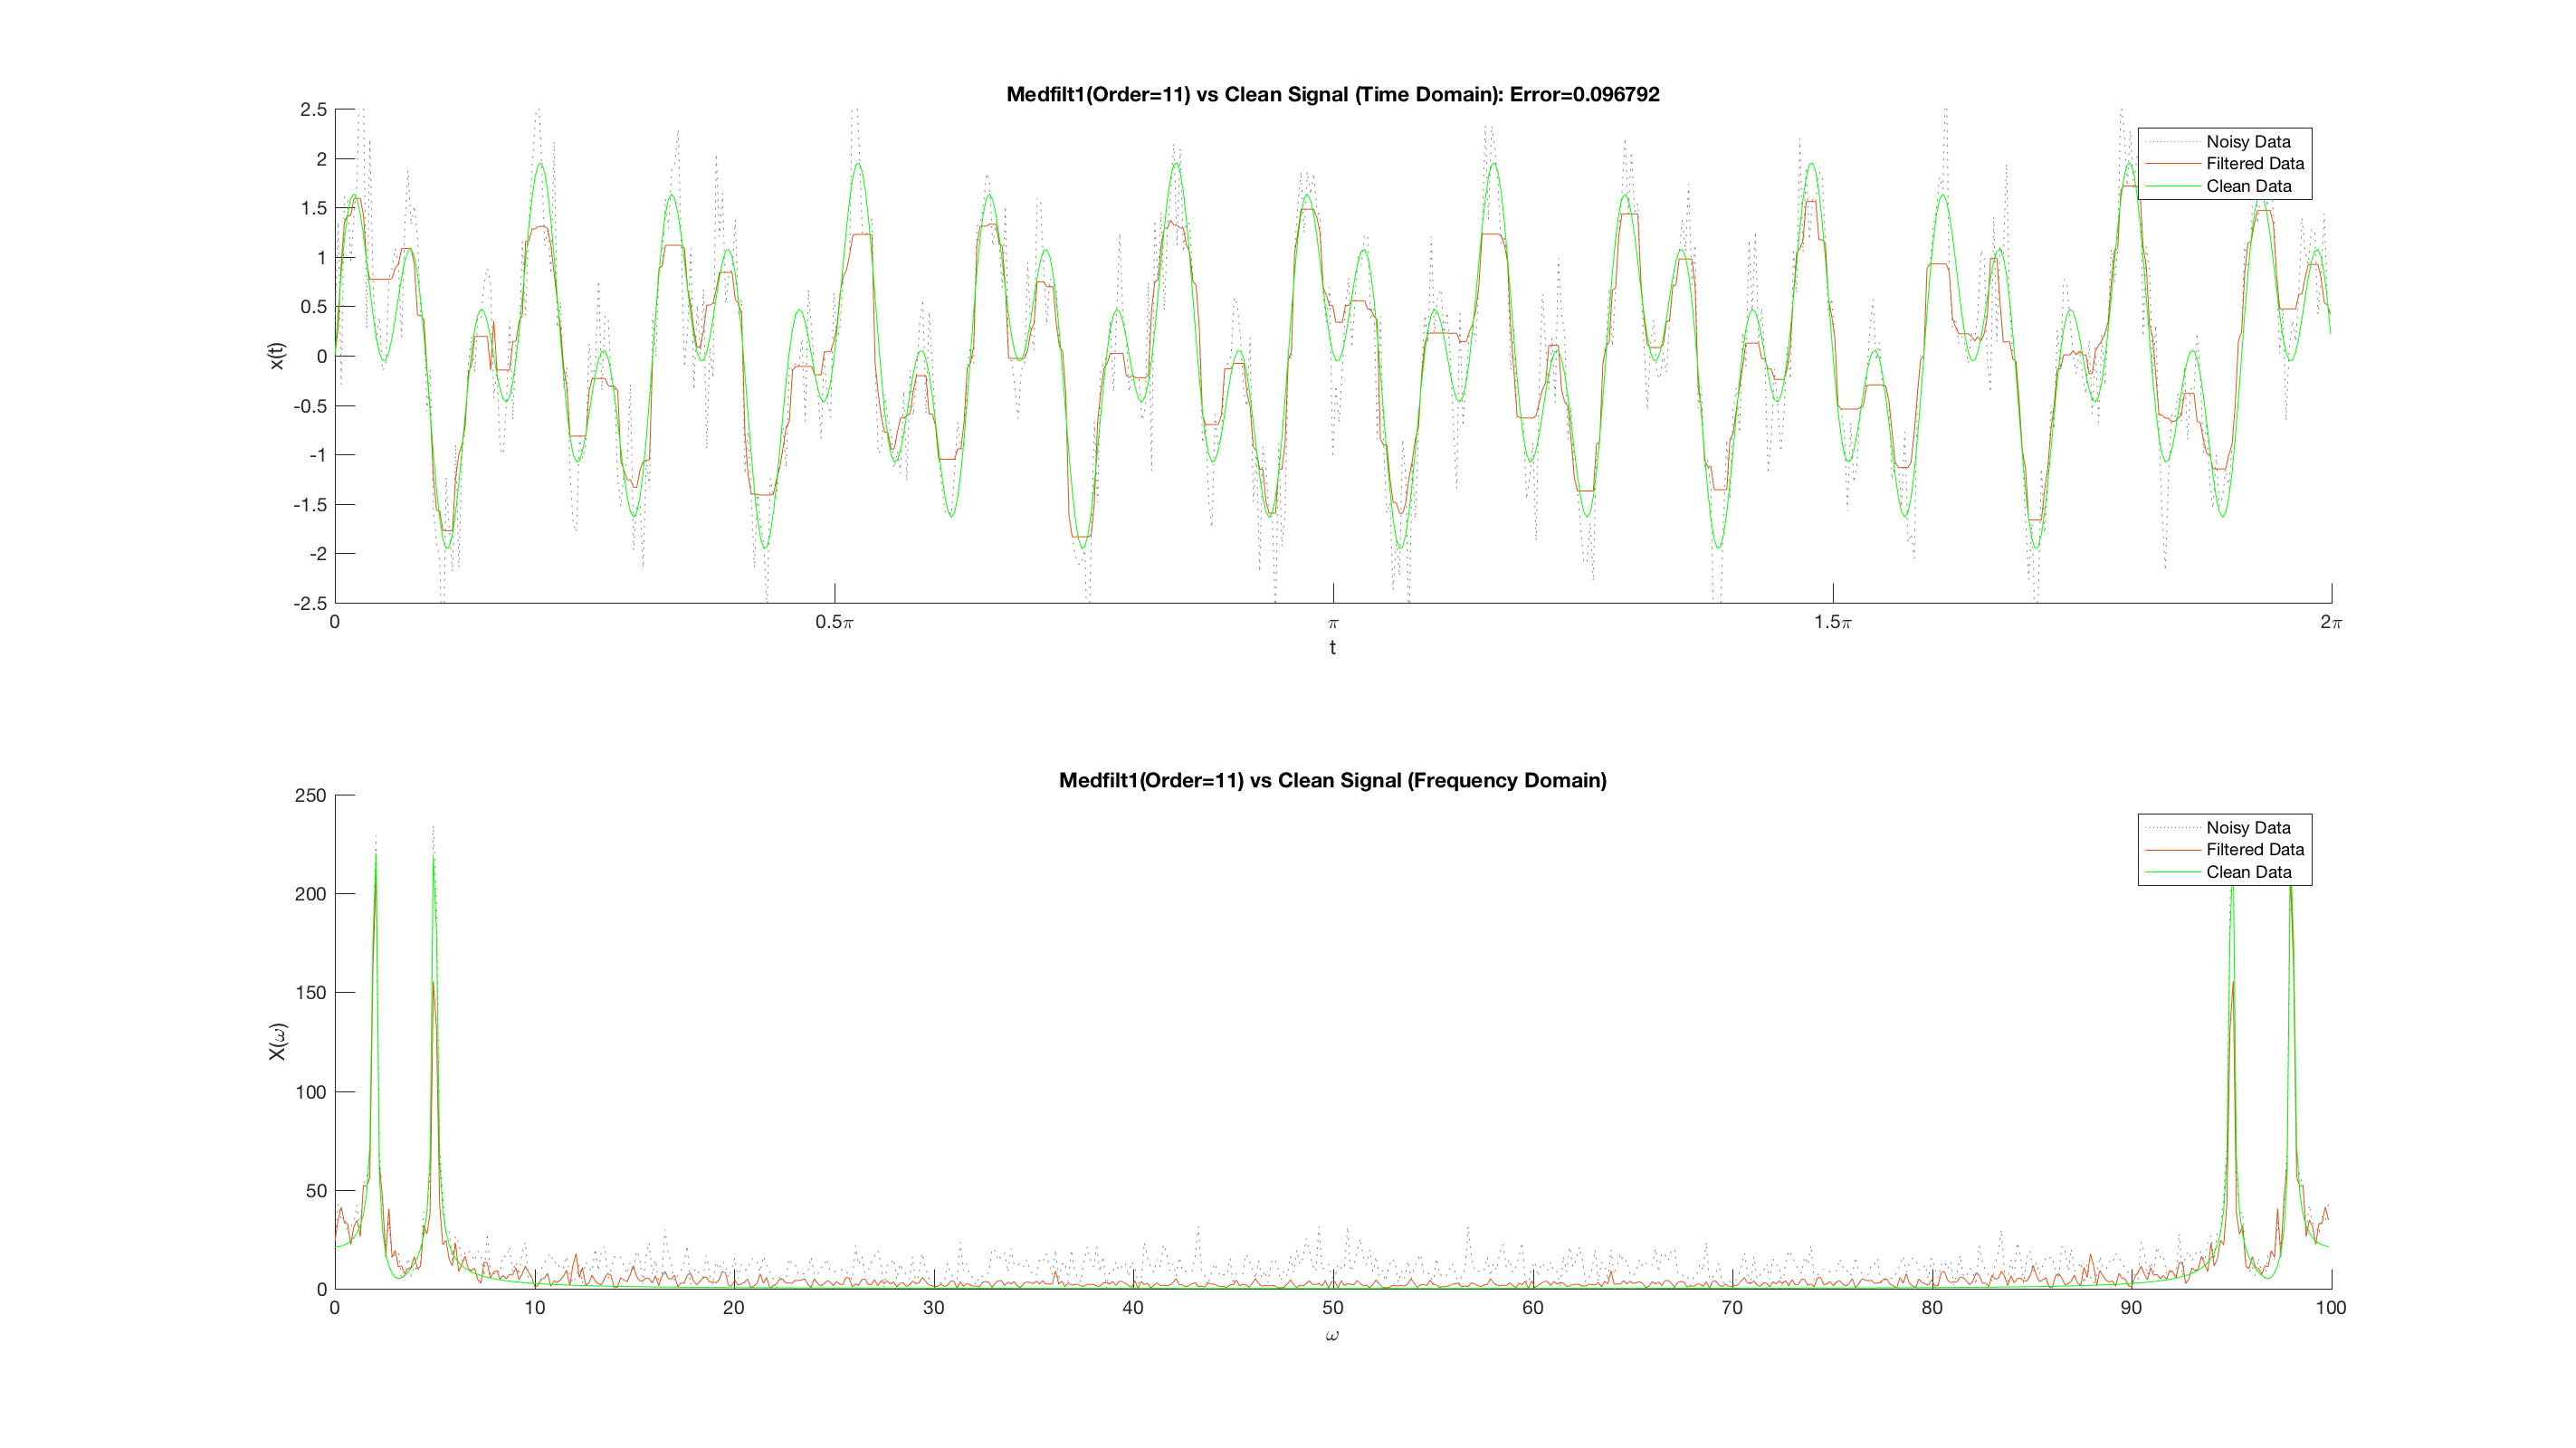 Medfilt1(Order=11) vs Clean Signal (Time Domain): Error=0.096792
2.5
2
1.5
1
0.5
0
-0.5
-1
-1.5
-2
-2.5
x(t)
Noisy Data
Filtered Data
Clean Data
0 0.5π π 1.5π 2π
t
Medfilt1(Order=11) vs Clean Signal (Frequency Domain)
250
200
150
100
50
0
X(ω)
Noisy Data
Filtered Data
Clean Data
0 10 20 30 40 50 60 70 80 90 100
ω